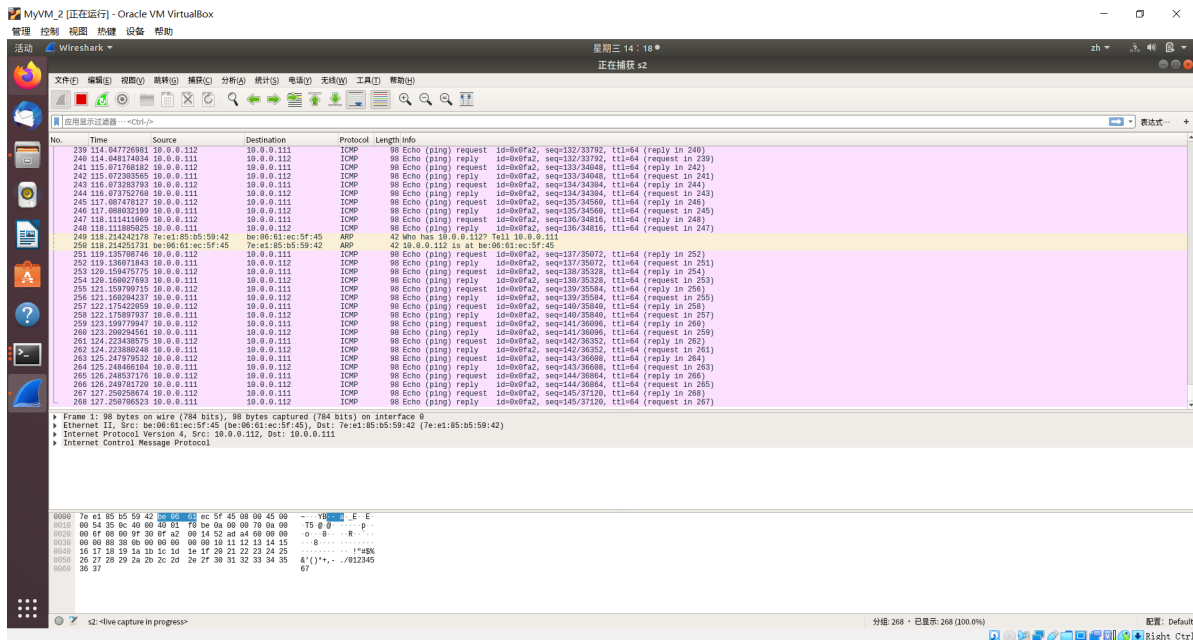 MyVM_2 [正在运行] - Oracle VM VirtualBox
管理 控制 视图 热键 设备 帮助
活动 Wireshark 星期三 14：18 zh
正在捕获 s2
文件(F) 编辑(E) 视图(V) 跳转(G) 捕获(C) 分析(A) 统计(S) 电话(Y) 无线(W) 工具(T) 帮助(H)
应用显示过滤器 … <Ctrl-/> 表达式… +
No. Time Source Destination Protocol Length Info
239 114.047726981 10.0.0.112 10.0.0.111 ICMP 98 Echo (ping) request id=0x0fa2, seq=132/33792, ttl=64 (reply in 240)
240 114.048174034 10.0.0.111 10.0.0.112 ICMP 98 Echo (ping) reply id=0x0fa2, seq=132/33792, ttl=64 (request in 239)
241 115.071768182 10.0.0.112 10.0.0.111 ICMP 98 Echo (ping) request id=0x0fa2, seq=133/34048, ttl=64 (reply in 242)
242 115.072303565 10.0.0.111 10.0.0.112 ICMP 98 Echo (ping) reply id=0x0fa2, seq=133/34048, ttl=64 (request in 241)
243 116.073283793 10.0.0.112 10.0.0.111 ICMP 98 Echo (ping) request id=0x0fa2, seq=134/34304, ttl=64 (reply in 244)
244 116.073752768 10.0.0.111 10.0.0.112 ICMP 98 Echo (ping) reply id=0x0fa2, seq=134/34304, ttl=64 (request in 243)
245 117.087478127 10.0.0.112 10.0.0.111 ICMP 98 Echo (ping) request id=0x0fa2, seq=135/34560, ttl=64 (reply in 246)
246 117.088032199 10.0.0.111 10.0.0.112 ICMP 98 Echo (ping) reply id=0x0fa2, seq=135/34560, ttl=64 (request in 245)
247 118.111411069 10.0.0.112 10.0.0.111 ICMP 98 Echo (ping) request id=0x0fa2, seq=136/34816, ttl=64 (reply in 248)
248 118.111885025 10.0.0.111 10.0.0.112 ICMP 98 Echo (ping) reply id=0x0fa2, seq=136/34816, ttl=64 (request in 247)
249 118.214242178 7e:e1:85:b5:59:42 be:06:61:ec:5f:45 ARP 42 Who has 10.0.0.112? Tell 10.0.0.111
250 118.214251731 be:06:61:ec:5f:45 7e:e1:85:b5:59:42 ARP 42 10.0.0.112 is at be:06:61:ec:5f:45
251 119.135708746 10.0.0.112 10.0.0.111 ICMP 98 Echo (ping) request id=0x0fa2, seq=137/35072, ttl=64 (reply in 252)
252 119.136071843 10.0.0.111 10.0.0.112 ICMP 98 Echo (ping) reply id=0x0fa2, seq=137/35072, ttl=64 (request in 251)
253 120.159475775 10.0.0.112 10.0.0.111 ICMP 98 Echo (ping) request id=0x0fa2, seq=138/35328, ttl=64 (reply in 254)
254 120.160027693 10.0.0.111 10.0.0.112 ICMP 98 Echo (ping) reply id=0x0fa2, seq=138/35328, ttl=64 (request in 253)
255 121.159799715 10.0.0.112 10.0.0.111 ICMP 98 Echo (ping) request id=0x0fa2, seq=139/35584, ttl=64 (reply in 256)
256 121.160204237 10.0.0.111 10.0.0.112 ICMP 98 Echo (ping) reply id=0x0fa2, seq=139/35584, ttl=64 (request in 255)
257 122.175422059 10.0.0.112 10.0.0.111 ICMP 98 Echo (ping) request id=0x0fa2, seq=140/35840, ttl=64 (reply in 258)
258 122.175897937 10.0.0.111 10.0.0.112 ICMP 98 Echo (ping) reply id=0x0fa2, seq=140/35840, ttl=64 (request in 257)
259 123.199779947 10.0.0.112 10.0.0.111 ICMP 98 Echo (ping) request id=0x0fa2, seq=141/36096, ttl=64 (reply in 260)
260 123.200294561 10.0.0.111 10.0.0.112 ICMP 98 Echo (ping) reply id=0x0fa2, seq=141/36096, ttl=64 (request in 259)
261 124.223438575 10.0.0.112 10.0.0.111 ICMP 98 Echo (ping) request id=0x0fa2, seq=142/36352, ttl=64 (reply in 262)
262 124.223880248 10.0.0.111 10.0.0.112 ICMP 98 Echo (ping) reply id=0x0fa2, seq=142/36352, ttl=64 (request in 261)
263 125.247979532 10.0.0.112 10.0.0.111 ICMP 98 Echo (ping) request id=0x0fa2, seq=143/36608, ttl=64 (reply in 264)
264 125.248466104 10.0.0.111 10.0.0.112 ICMP 98 Echo (ping) reply id=0x0fa2, seq=143/36608, ttl=64 (request in 263)
265 126.248537176 10.0.0.112 10.0.0.111 ICMP 98 Echo (ping) request id=0x0fa2, seq=144/36864, ttl=64 (reply in 266)
266 126.249781720 10.0.0.111 10.0.0.112 ICMP 98 Echo (ping) reply id=0x0fa2, seq=144/36864, ttl=64 (request in 265)
267 127.250258674 10.0.0.112 10.0.0.111 ICMP 98 Echo (ping) request id=0x0fa2, seq=145/37120, ttl=64 (reply in 268)
268 127.250706523 10.0.0.111 10.0.0.112 ICMP 98 Echo (ping) reply id=0x0fa2, seq=145/37120, ttl=64 (request in 267)
Frame 1: 98 bytes on wire (784 bits), 98 bytes captured (784 bits) on interface 0
Ethernet II, Src: be:06:61:ec:5f:45 (be:06:61:ec:5f:45), Dst: 7e:e1:85:b5:59:42 (7e:e1:85:b5:59:42)
Internet Protocol Version 4, Src: 10.0.0.112, Dst: 10.0.0.111
Internet Control Message Protocol
0000 7e e1 85 b5 59 42 be 06 61 ec 5f 45 08 00 45 00 ~···YB·· a·_E··E·
0010 00 54 35 0c 40 00 40 01 f0 be 0a 00 00 70 0a 00 ·T5·@·@· ·····p··
0020 00 6f 08 00 9f 30 0f a2 00 14 52 ad a4 60 00 00 ·o···0·· ··R··`··
0030 00 00 88 38 0b 00 00 00 00 00 10 11 12 13 14 15 ···8···· ········
0040 16 17 18 19 1a 1b 1c 1d 1e 1f 20 21 22 23 24 25 ········ ·· !"#$%
0050 26 27 28 29 2a 2b 2c 2d 2e 2f 30 31 32 33 34 35 &'()*+,- ./012345
0060 36 37 67
s2: <live capture in progress> 分组: 268 · 已显示: 268 (100.0%) 配置: Default
Right Ctrl